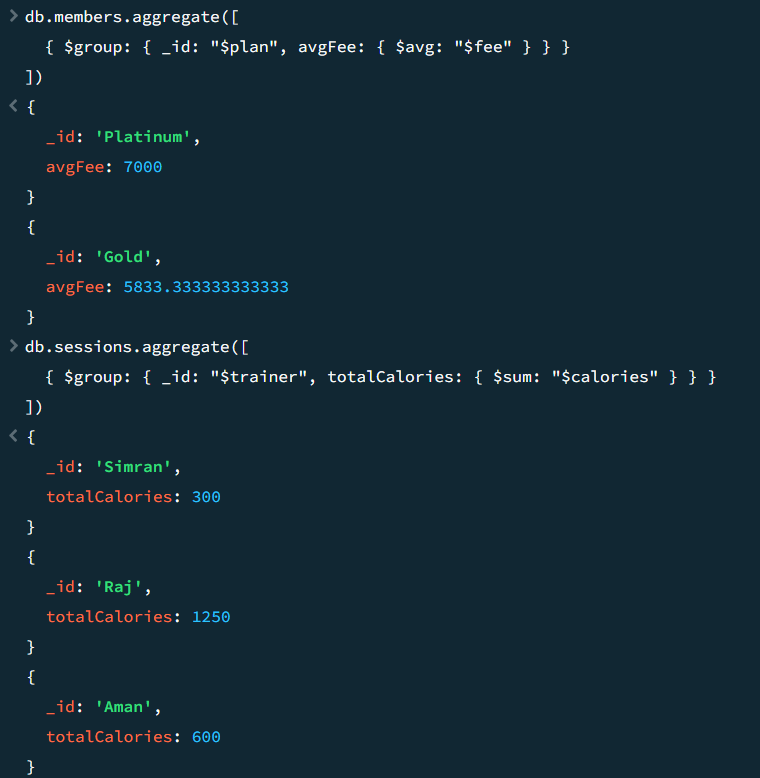 > db.members.aggregate([
{ $group: { _id: "$plan", avgFee: { $avg: "$fee" } } }
])
< {
_id: 'Platinum',
avgFee: 7000
}
{
_id: 'Gold',
avgFee: 5833.333333333333
}
> db.sessions.aggregate([
{ $group: { _id: "$trainer", totalCalories: { $sum: "$calories" } } }
])
< {
_id: 'Simran',
totalCalories: 300
}
{
_id: 'Raj',
totalCalories: 1250
}
{
_id: 'Aman',
totalCalories: 600
}